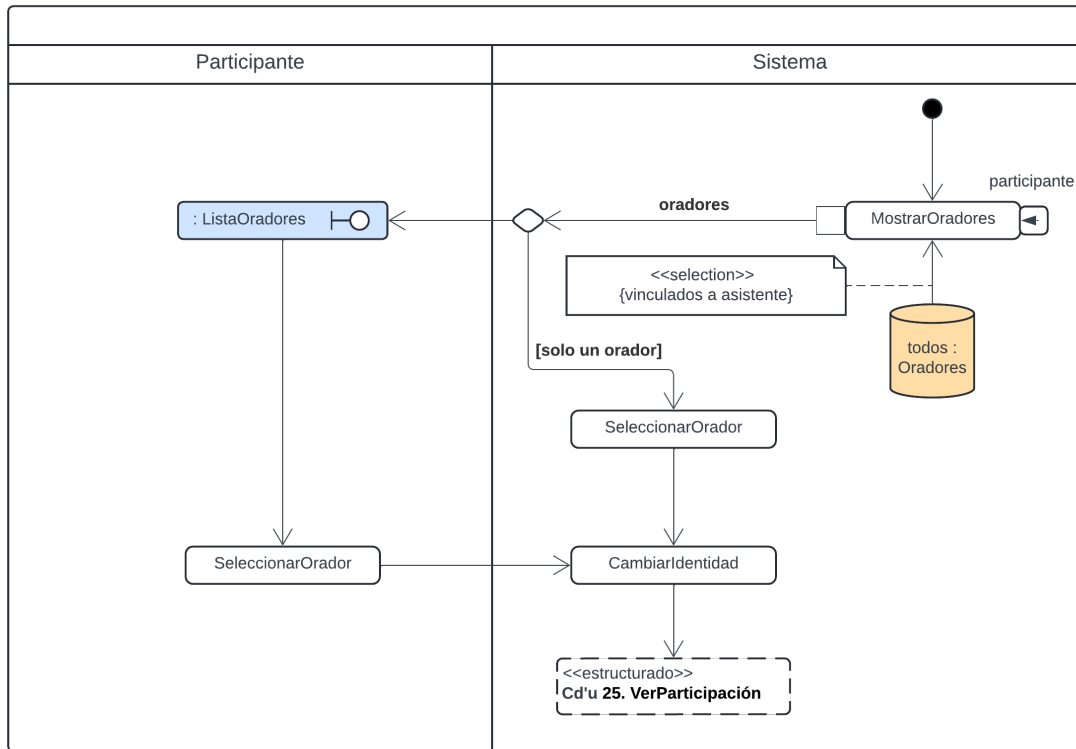 Participante
Sistema
participante
: ListaOradores
oradores
MostrarOradores
<<selection>>
{vinculados a asistente}
todos :
Oradores
[solo un orador]
SeleccionarOrador
SeleccionarOrador
CambiarIdentidad
<<estructurado>>
Cd'u 25. VerParticipación